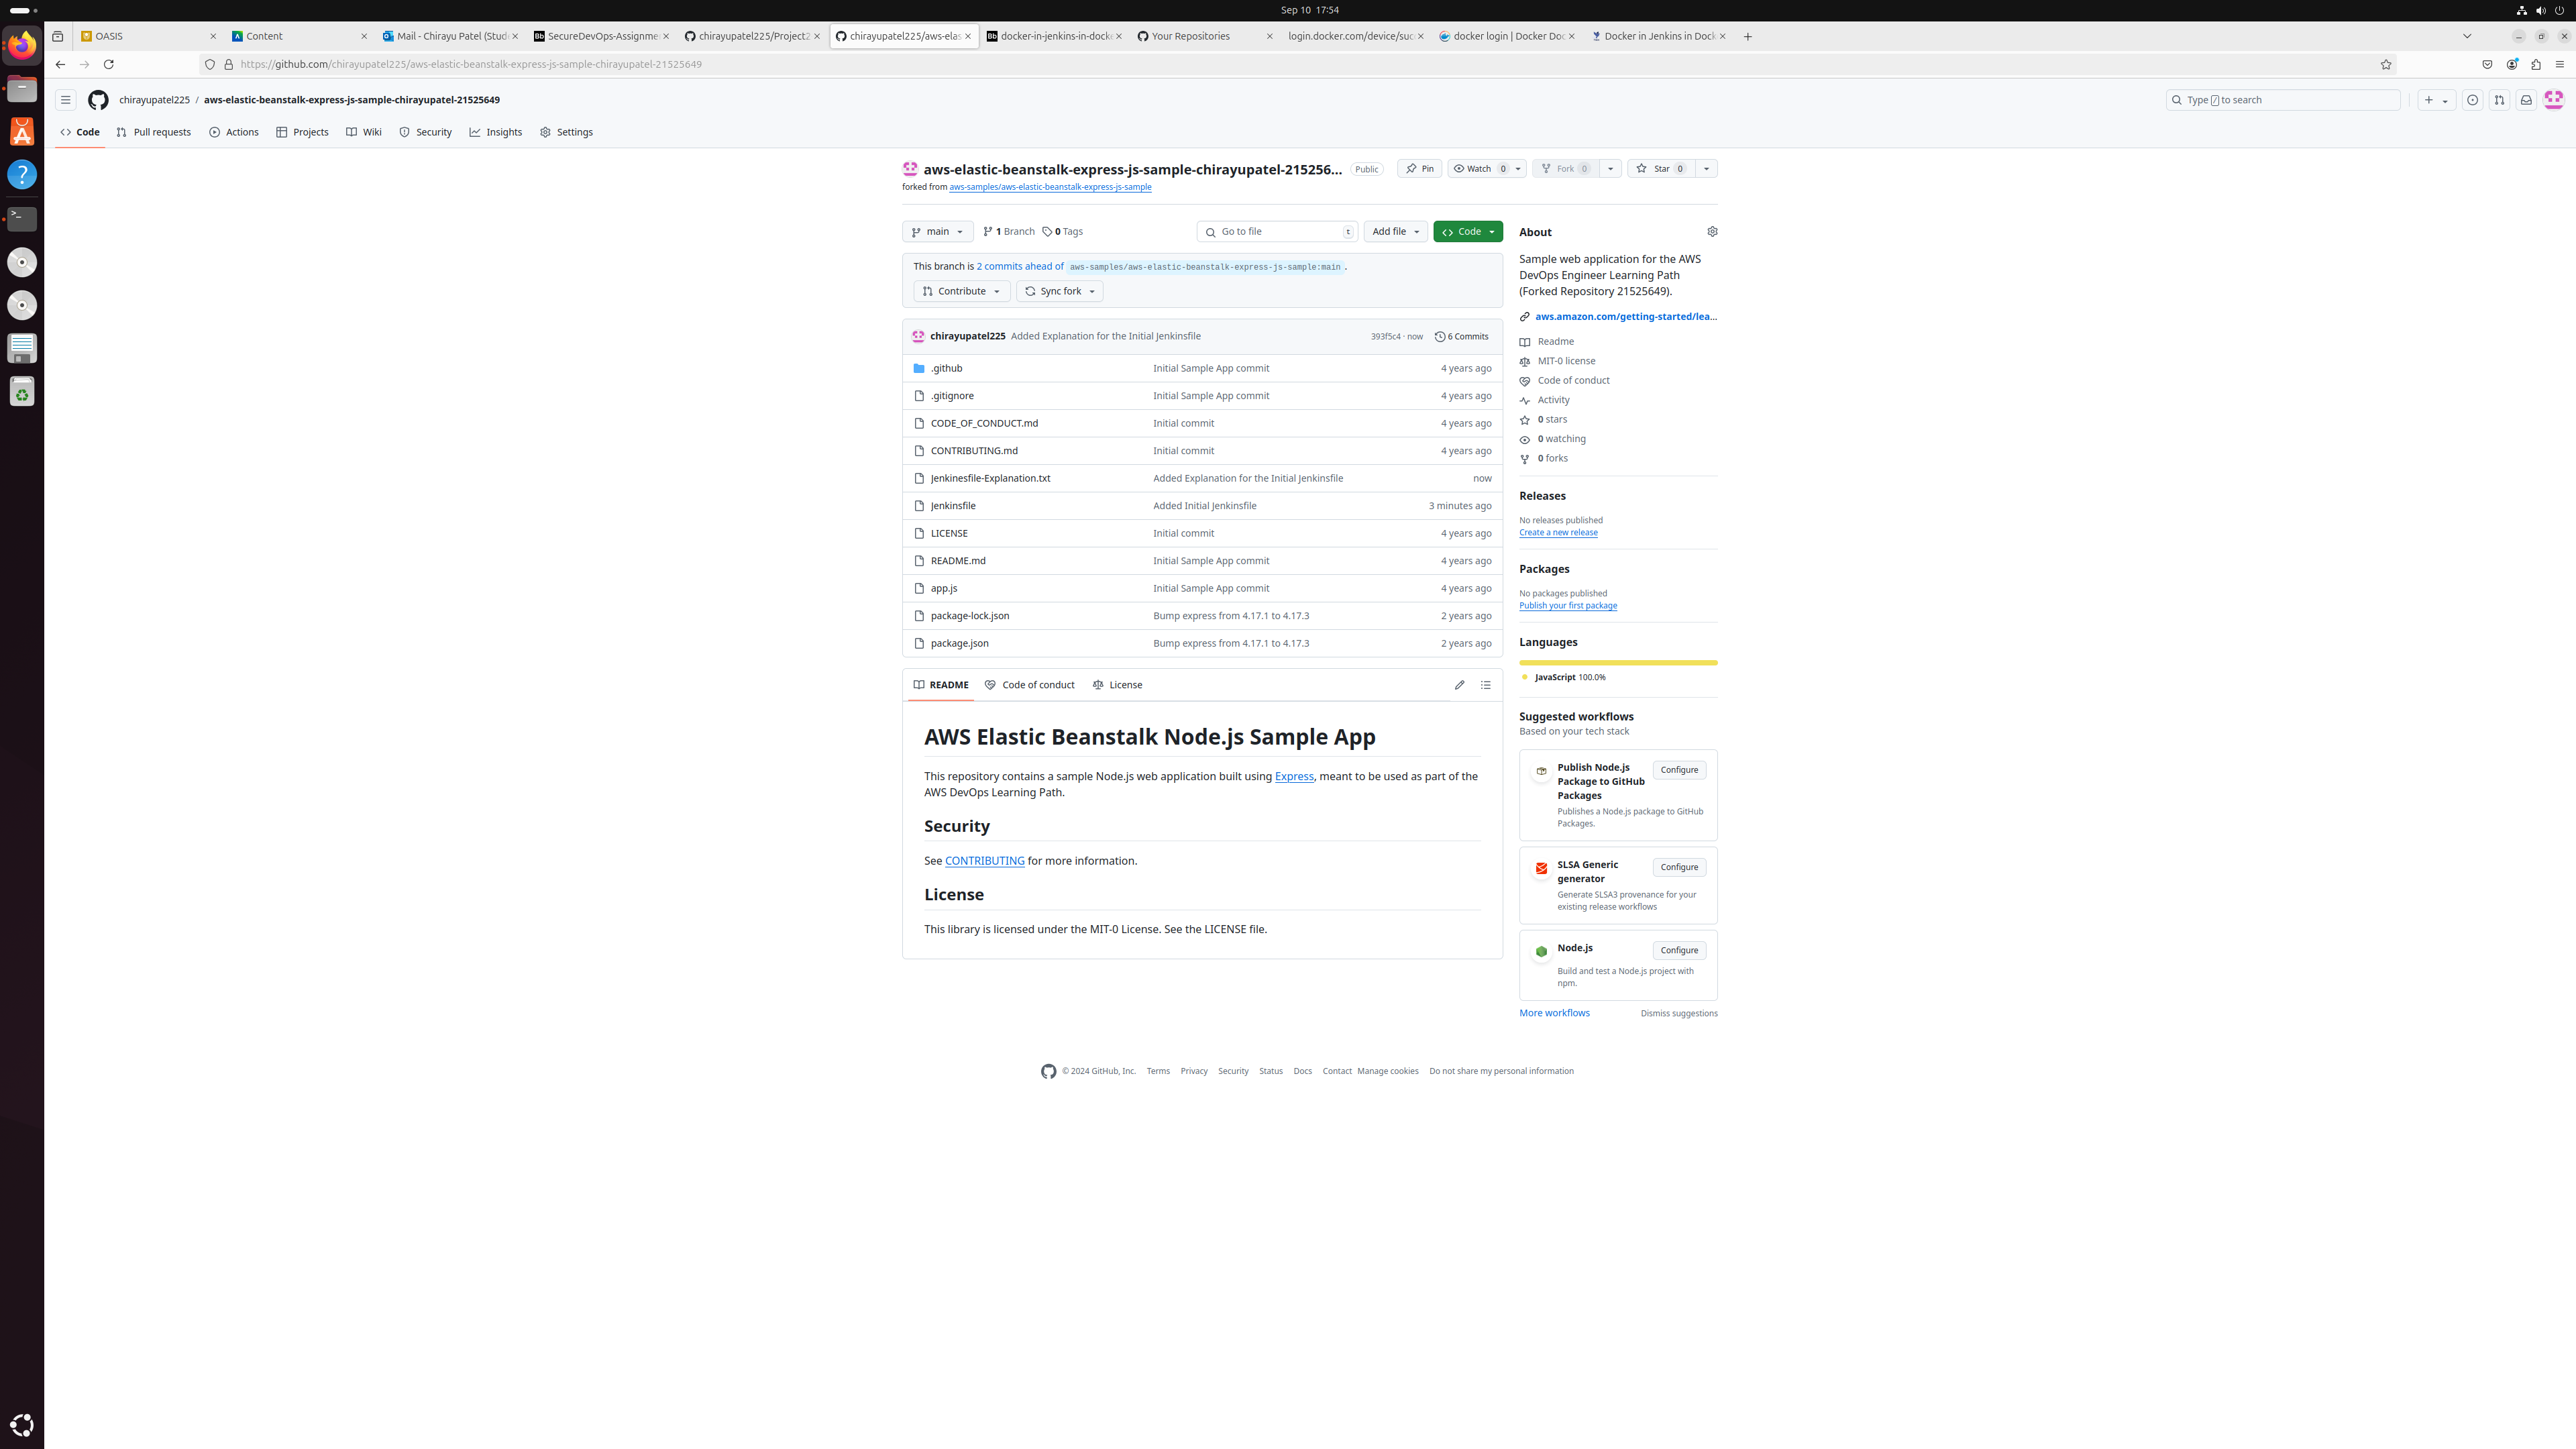 Sep 10 17:54
OASIS
Content
Mail - Chirayu Patel (Stud
SecureDevOps-Assignme
chirayupatel225/Project2
chirayupatel225/aws-elas
docker-in-jenkins-in-docke
Your Repositories
login.docker.com/device/suc
docker login | Docker Doc
Docker in Jenkins in Dock
https://github.com/chirayupatel225/aws-elastic-beanstalk-express-js-sample-chirayupatel-21525649
chirayupatel225 / aws-elastic-beanstalk-express-js-sample-chirayupatel-21525649
Type / to search
Code
Pull requests
Actions
Projects
Wiki
Security
Insights
Settings
aws-elastic-beanstalk-express-js-sample-chirayupatel-215256...
Public
Pin
Watch 0
Fork 0
Star 0
forked from aws-samples/aws-elastic-beanstalk-express-js-sample
main
1 Branch
0 Tags
Go to file
t
Add file
Code
This branch is 2 commits ahead of aws-samples/aws-elastic-beanstalk-express-js-sample:main .
Contribute
Sync fork
chirayupatel225 Added Explanation for the Initial Jenkinsfile 393f5c4 · now 6 Commits
.github Initial Sample App commit 4 years ago
.gitignore Initial Sample App commit 4 years ago
CODE_OF_CONDUCT.md Initial commit 4 years ago
CONTRIBUTING.md Initial commit 4 years ago
Jenkinesfile-Explanation.txt Added Explanation for the Initial Jenkinsfile now
Jenkinsfile Added Initial Jenkinsfile 3 minutes ago
LICENSE Initial commit 4 years ago
README.md Initial Sample App commit 4 years ago
app.js Initial Sample App commit 4 years ago
package-lock.json Bump express from 4.17.1 to 4.17.3 2 years ago
package.json Bump express from 4.17.1 to 4.17.3 2 years ago
README
Code of conduct
License
AWS Elastic Beanstalk Node.js Sample App
This repository contains a sample Node.js web application built using Express, meant to be used as part of the
AWS DevOps Learning Path.
Security
See CONTRIBUTING for more information.
License
This library is licensed under the MIT-0 License. See the LICENSE file.
About
Sample web application for the AWS
DevOps Engineer Learning Path
(Forked Repository 21525649).
aws.amazon.com/getting-started/lea...
Readme
MIT-0 license
Code of conduct
Activity
0 stars
0 watching
0 forks
Releases
No releases published
Create a new release
Packages
No packages published
Publish your first package
Languages
JavaScript 100.0%
Suggested workflows
Based on your tech stack
Publish Node.js
Package to GitHub
Packages
Configure
Publishes a Node.js package to GitHub
Packages.
SLSA Generic
generator
Configure
Generate SLSA3 provenance for your
existing release workflows
Node.js
Configure
Build and test a Node.js project with
npm.
More workflows
Dismiss suggestions
© 2024 GitHub, Inc. Terms Privacy Security Status Docs Contact Manage cookies Do not share my personal information